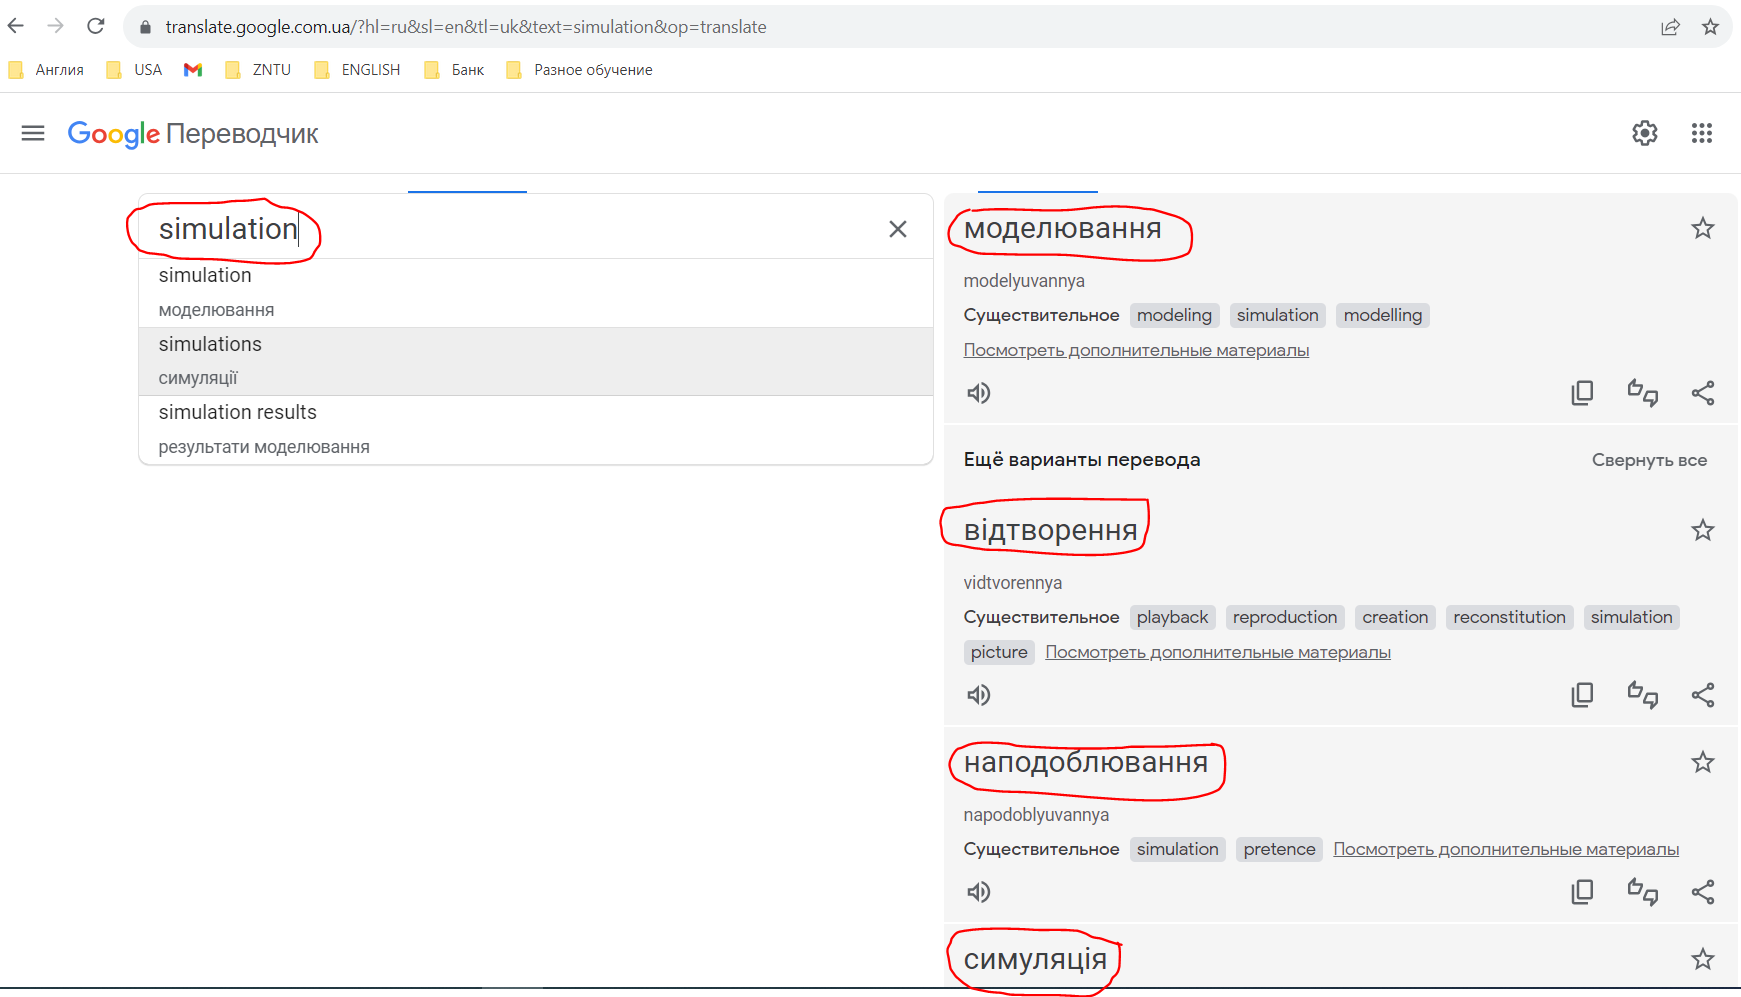 translate.google.com.ua/?hl=ru&sl=en&tl=uk&text=simulation&op=translate
Англия USA ZNTU ENGLISH Банк Разное обучение
Google Переводчик
simulation
simulation
моделювання
simulations
симуляції
simulation results
результати моделювання
моделювання
modelyuvannya
Существительное modeling simulation modelling
Посмотреть дополнительные материалы
Ещё варианты перевода Свернуть все
відтворення
vidtvorennya
Существительное playback reproduction creation reconstitution simulation
picture Посмотреть дополнительные материалы
наподоблювання
napodoblyuvannya
Существительное simulation pretence Посмотреть дополнительные материалы
симуляція